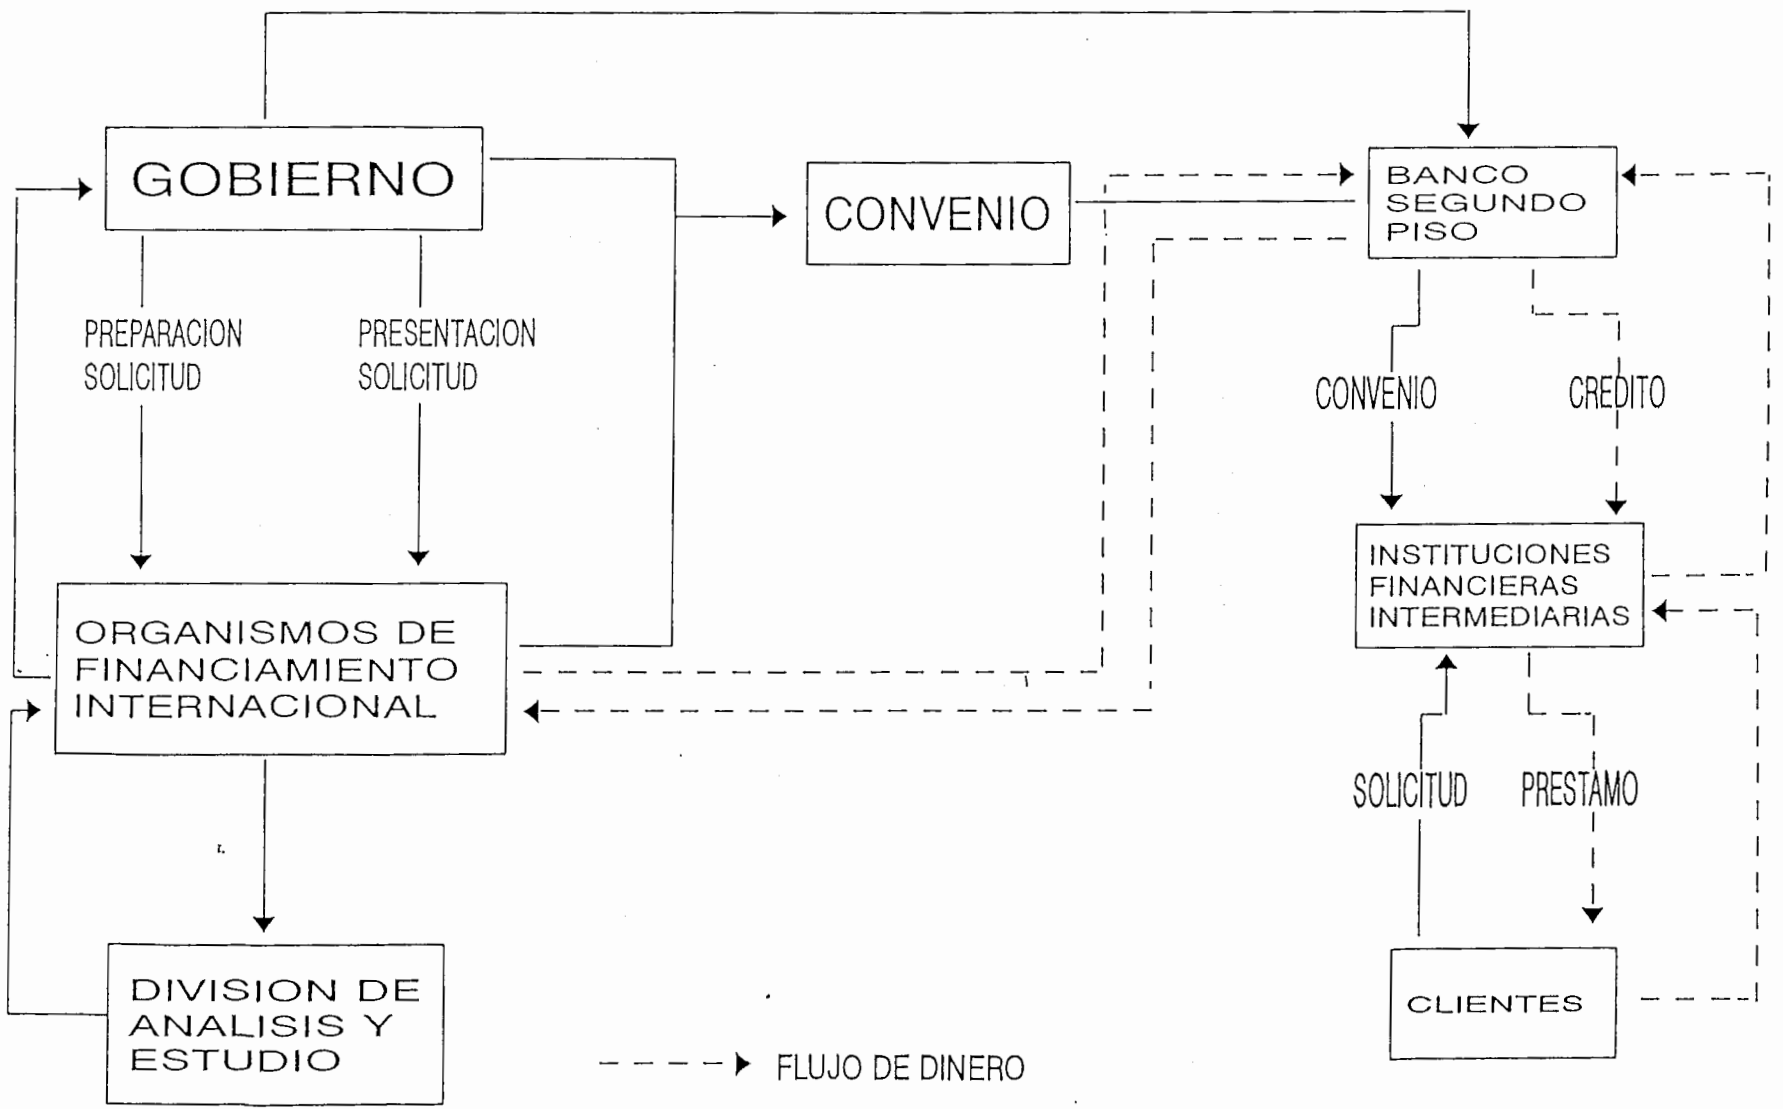 GOBIERNO
CONVENIO
BANCO
SEGUNDO
PISO
PREPARACION
SOLICITUD
PRESENTACION
SOLICITUD
CONVENIO
CREDITO
INSTITUCIONES
FINANCIERAS
INTERMEDIARIAS
ORGANISMOS DE
FINANCIAMIENTO
INTERNACIONAL
SOLICITUD
PRESTAMO
DIVISION DE
ANALISIS Y
ESTUDIO
CLIENTES
FLUJO DE DINERO